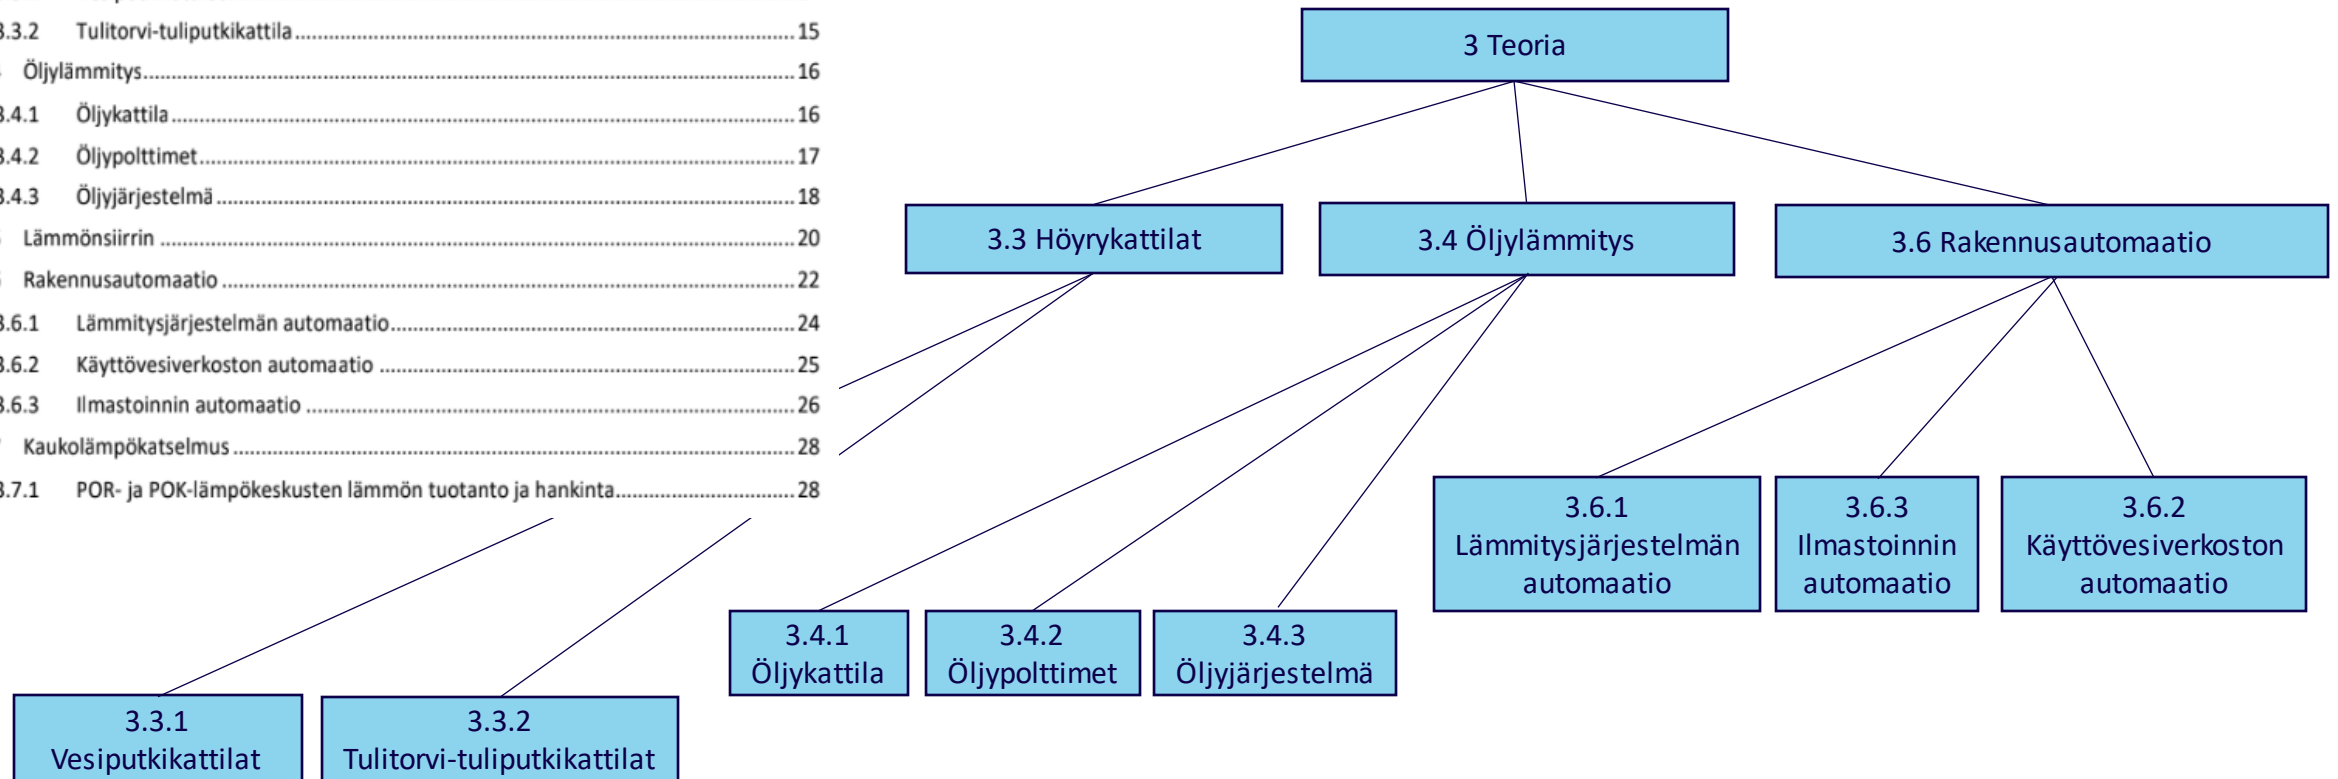 3.3.2 Tulitorvi-tuliputkikattila 15
Öljylämmitys 16
3.4.1 Öljykattila 16
3.4.2 Öljypolttimet 17
3.4.3 Öljyjärjestelmä 18
Lämmönsiirrin 20
Rakennusautomaatio 22
3.6.1 Lämmitysjärjestelmän automaatio 24
3.6.2 Käyttövesiverkoston automaatio 25
3.6.3 Ilmastoinnin automaatio 26
Kaukolämpökatselmus 28
3.7.1 POR- ja POK-lämpökeskusten lämmön tuotanto ja hankinta 28
3 Teoria
3.3 Höyrykattilat
3.4 Öljylämmitys
3.6 Rakennusautomaatio
3.6.1
Lämmitysjärjestelmän
automaatio
3.6.3
Ilmastoinnin
automaatio
3.6.2
Käyttövesiverkoston
automaatio
3.4.1
Öljykattila
3.4.2
Öljypolttimet
3.4.3
Öljyjärjestelmä
3.3.1
Vesiputkikattilat
3.3.2
Tulitorvi-tuliputkikattilat